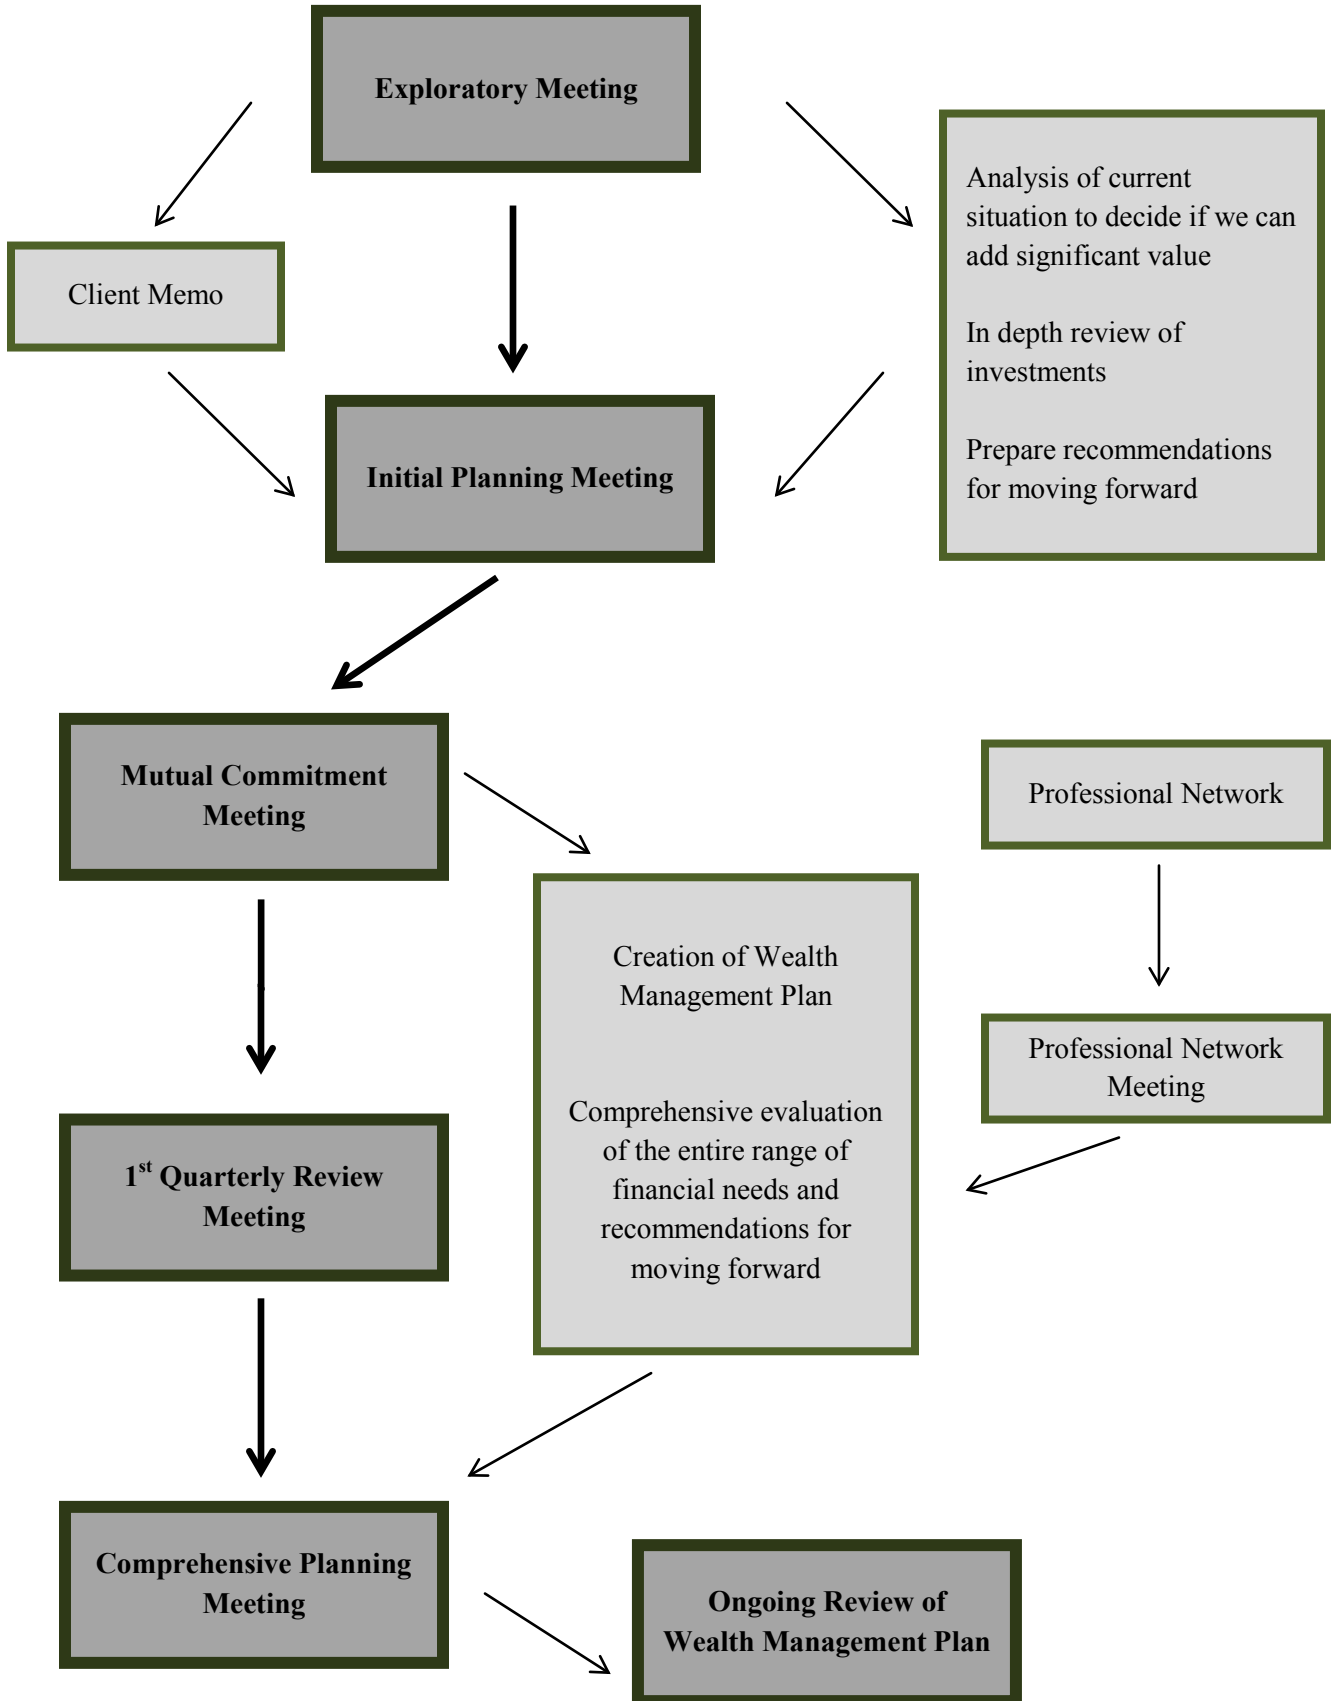 Exploratory Meeting
Analysis of current
situation to decide if we can
add significant value
In depth review of
investments
Prepare recommendations
for moving forward
Client Memo
Initial Planning Meeting
Mutual Commitment
Meeting
Professional Network
Creation of Wealth
Management Plan
Comprehensive evaluation
of the entire range of
financial needs and
recommendations for
moving forward
Professional Network
Meeting
1st Quarterly Review
Meeting
Comprehensive Planning
Meeting
Ongoing Review of
Wealth Management Plan